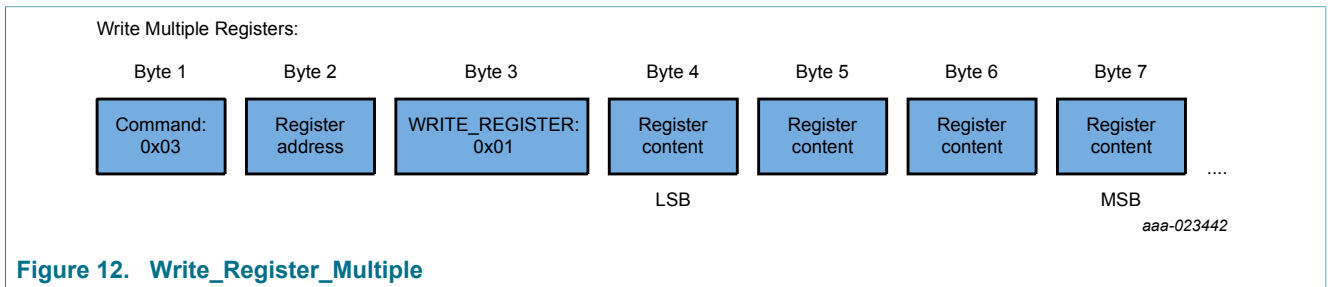 Write Multiple Registers:
Byte 1 Byte 2 Byte 3 Byte 4 Byte 5 Byte 6 Byte 7
Command: Register WRITE_REGISTER: Register Register Register Register
0x03 address 0x01 content content content content
....
LSB MSB
aaa-023442
Figure 12. Write_Register_Multiple